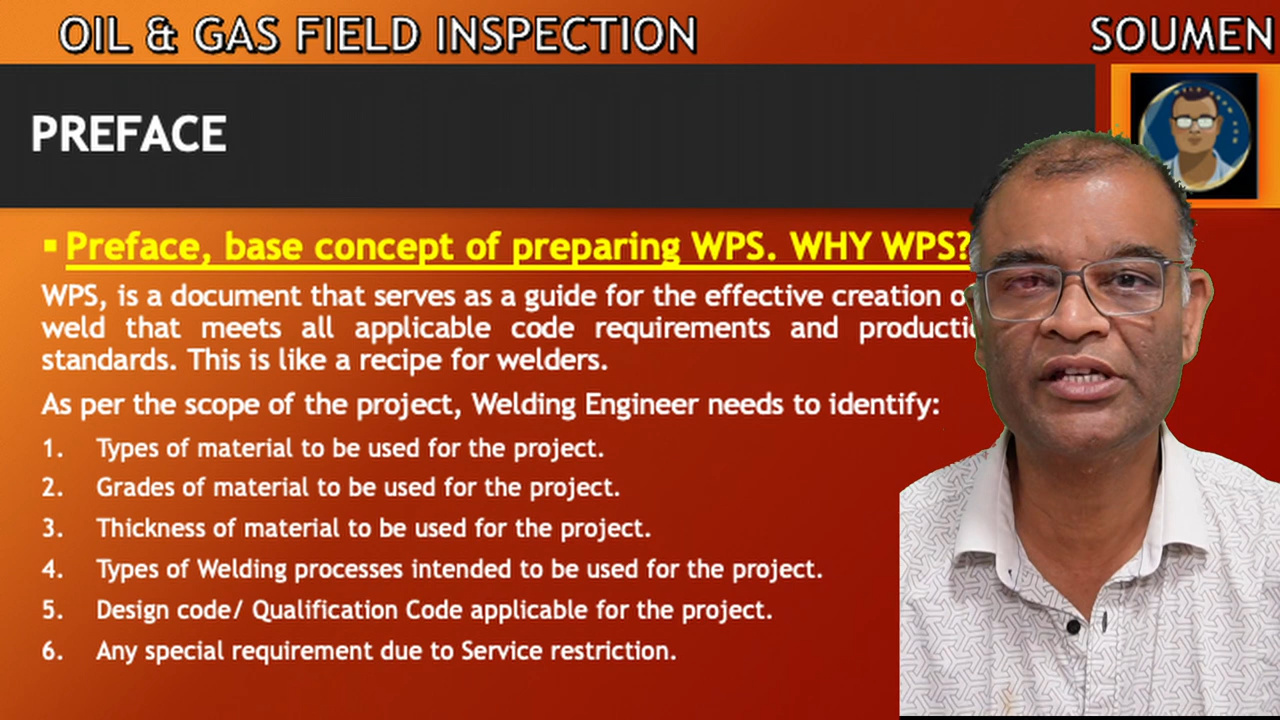 OIL & GAS FIELD INSPECTION SOUMEN
PREFACE
▪ Preface, base concept of preparing WPS. WHY WPS?
WPS, is a document that serves as a guide for the effective creation
weld that meets all applicable code requirements and
standards. This is like a recipe for welders.
As per the scope of the project, Welding Engineer needs to identify:
1. Types of material to be used for the project.
2. Grades of material to be used for the project.
3. Thickness of material to be used for the project.
4. Types of Welding processes intended to be used for the project.
5. Design code/ Qualification Code applicable for the project.
6. Any special requirement due to Service restriction.